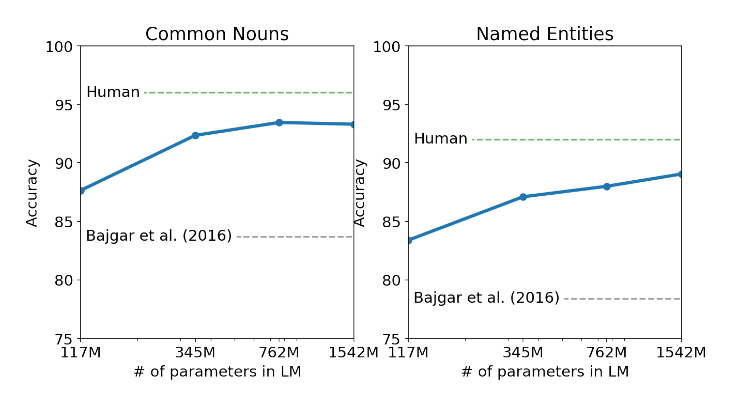 Common Nouns
100
95
90
85
80
75
Accuracy
Human
Bajgar et al. (2016)
117M
345M
762M
1542M
# of parameters in LM
Named Entities
100
95
90
85
80
75
Accuracy
Human
Bajgar et al. (2016)
117M
345M
762M
1542M
# of parameters in LM